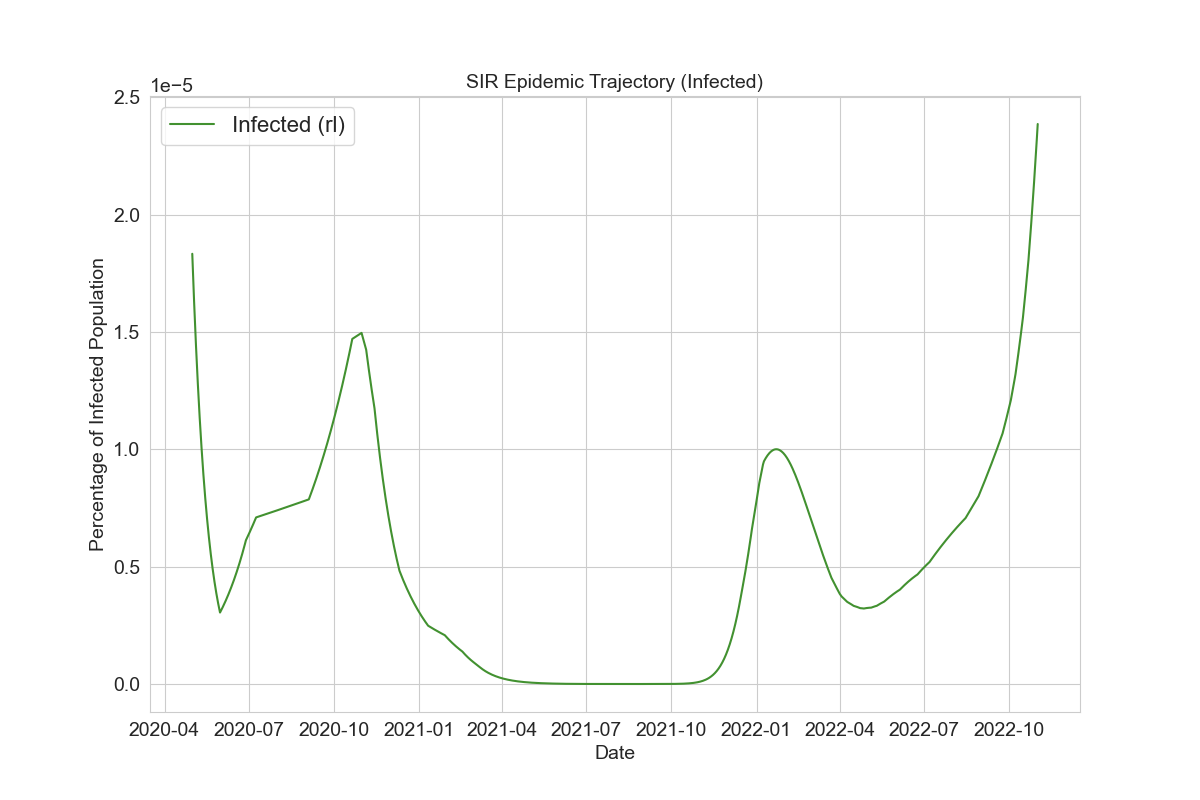 SIR Epidemic Trajectory (Infected)
1e−5
2.5
2.0
1.5
1.0
0.5
0.0
Percentage of Infected Population
Infected (rl)
2020-04 2020-07 2020-10 2021-01 2021-04 2021-07 2021-10 2022-01 2022-04 2022-07 2022-10
Date